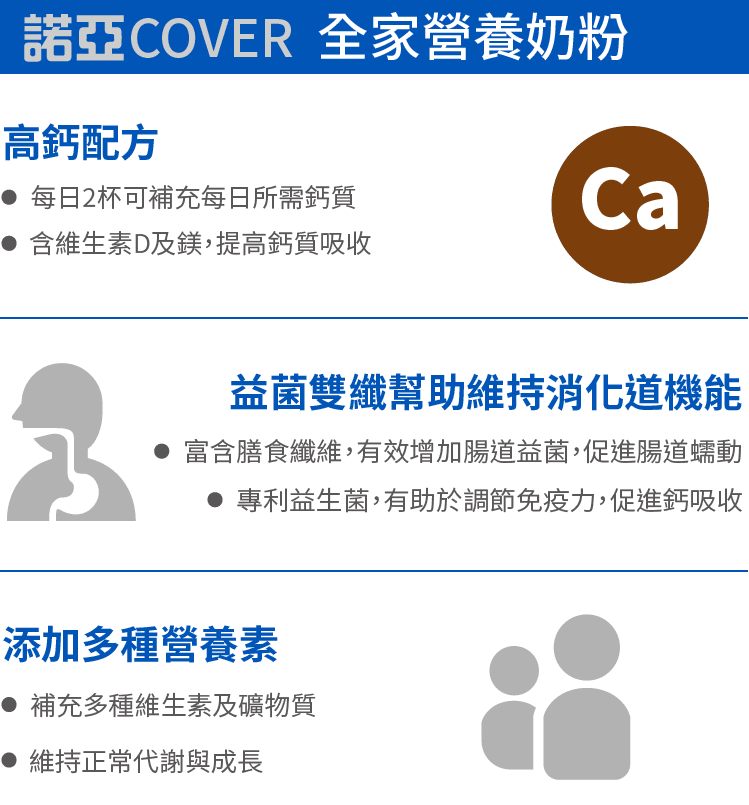 諾亞COVER 全家營養奶粉
高鈣配方
● 每日2杯可補充每日所需鈣質
● 含維生素D及鎂，提高鈣質吸收
Ca
益菌雙纖幫助維持消化道機能
● 富含膳食纖維，有效增加腸道益菌，促進腸道蠕動
● 專利益生菌，有助於調節免疫力，促進鈣吸收
添加多種營養素
● 補充多種維生素及礦物質
● 維持正常代謝與成長